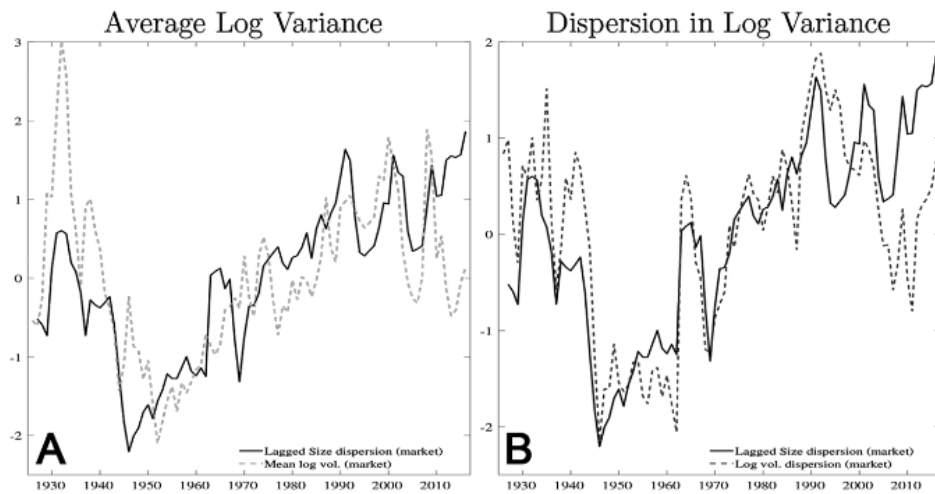 Average Log Variance
3
2
1
0
-1
-2
A
Lagged Size dispersion (market)
Mean log vol. (market)
1930 1940 1950 1960 1970 1980 1990 2000 2010
Dispersion in Log Variance
2
1
0
-1
-2
B
Lagged Size dispersion (market)
Log vol. dispersion (market)
1930 1940 1950 1960 1970 1980 1990 2000 2010